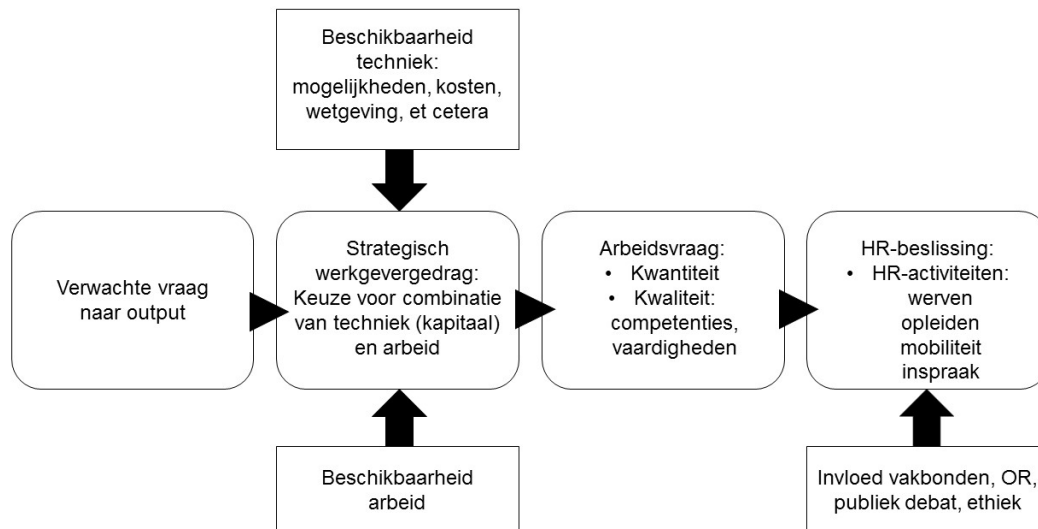 Beschikbaarheid
techniek:
mogelijkheden, kosten,
wetgeving, et cetera
Verwachte vraag
naar output
Strategisch
werkgevergedrag:
Keuze voor combinatie
van techniek (kapitaal)
en arbeid
Arbeidsvraag:
• Kwantiteit
• Kwaliteit:
competenties,
vaardigheden
HR-beslissing:
• HR-activiteiten:
werven
opleiden
mobiliteit
inspraak
Beschikbaarheid
arbeid
Invloed vakbonden, OR,
publiek debat, ethiek